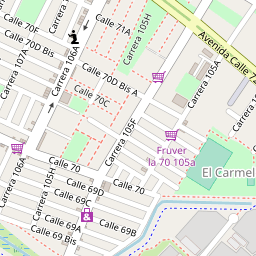 Calle 70F
Calle 70D Bis
Carrera 106A
Calle 71A
Carrera 105H
Avenida Calle 7
Calle 70D Bis A
Calle 70C
Carrera 105A
Carrera 106A
Carrera 105F
Fruver
la 70 105a
El Carmel
Calle 70
Carrera 105H
Calle 69D
Calle 70
Calle 69C
Calle 69A
Calle 69B
Calle 69 Bis